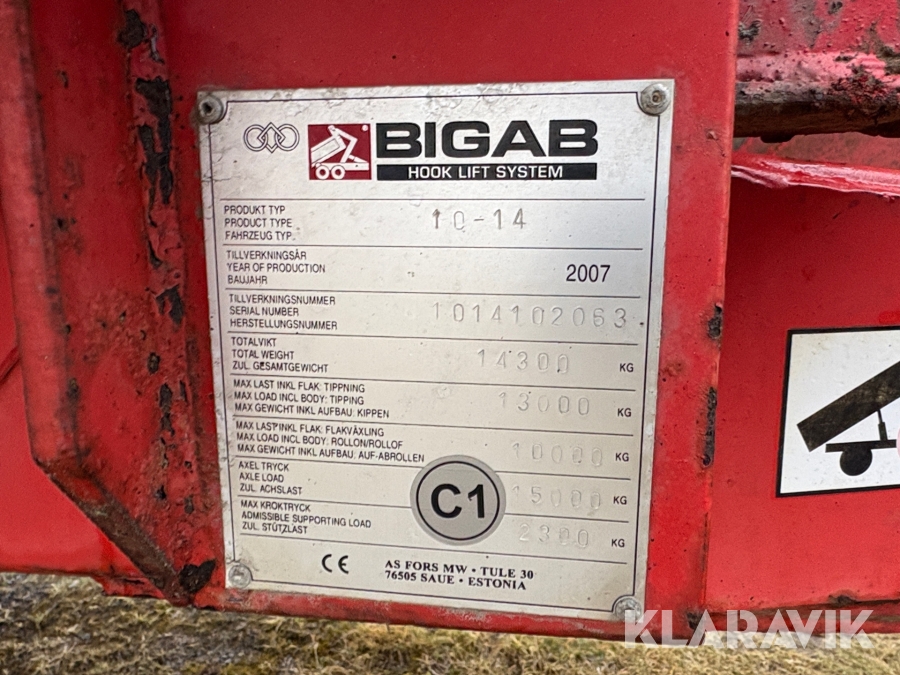 BIGAB
HOOK LIFT SYSTEM
PRODUKT TYP
PRODUCT TYPE
FAHRZEUG TYP.
10-14
TILLVERKNINGSÅR
YEAR OF PRODUCTION
BAUJAHR
2007
TILLVERKNINGSNUMMER
SERIAL NUMBER
HERSTELLUNGSNUMMER
1014102063
TOTALVIKT
TOTAL WEIGHT
ZUL. GESAMTGEWICHT
14300 KG
MAX LAST INKL FLAK: TIPPNING
MAX LOAD INCL BODY: TIPPING
MAX GEWICHT INKL AUFBAU: KIPPEN
13000 KG
MAX LAST INKL FLAK: FLAKVÄXLING
MAX LOAD INCL BODY: ROLLON/ROLLOF
MAX GEWICHT INKL AUFBAU, AUF-ABROLLEN
10000 KG
AXEL TRYCK
AXLE LOAD
ZUL. ACHSLAST
15000 KG
MAX KROKTRYCK
ADMISSIBLE SUPPORTING LOAD
ZUL. STÜTZLAST
2300 KG
C1
CE
AS FORS MW • TULE 30
76505 SAUE • ESTONIA
KLARAVIK